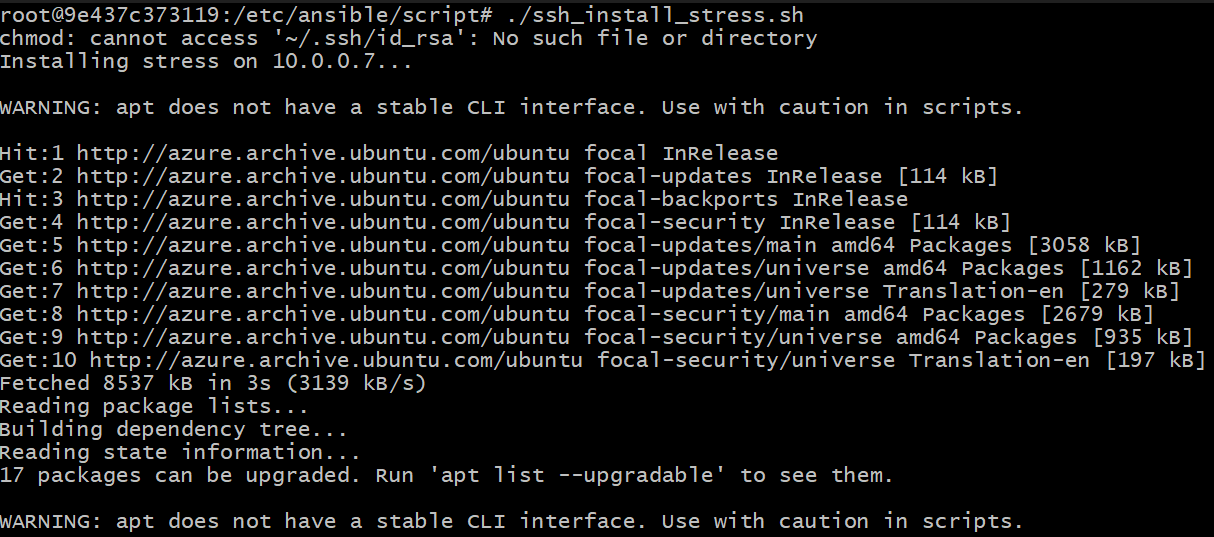 root@9e437c373119:/etc/ansible/script# ./ssh_install_stress.sh
chmod: cannot access '~/.ssh/id_rsa': No such file or directory
Installing stress on 10.0.0.7...
WARNING: apt does not have a stable CLI interface. Use with caution in scripts.
Hit:1 http://azure.archive.ubuntu.com/ubuntu focal InRelease
Get:2 http://azure.archive.ubuntu.com/ubuntu focal-updates InRelease [114 kB]
Hit:3 http://azure.archive.ubuntu.com/ubuntu focal-backports InRelease
Get:4 http://azure.archive.ubuntu.com/ubuntu focal-security InRelease [114 kB]
Get:5 http://azure.archive.ubuntu.com/ubuntu focal-updates/main amd64 Packages [3058 kB]
Get:6 http://azure.archive.ubuntu.com/ubuntu focal-updates/universe amd64 Packages [1162 kB]
Get:7 http://azure.archive.ubuntu.com/ubuntu focal-updates/universe Translation-en [279 kB]
Get:8 http://azure.archive.ubuntu.com/ubuntu focal-security/main amd64 Packages [2679 kB]
Get:9 http://azure.archive.ubuntu.com/ubuntu focal-security/universe amd64 Packages [935 kB]
Get:10 http://azure.archive.ubuntu.com/ubuntu focal-security/universe Translation-en [197 kB]
Fetched 8537 kB in 3s (3139 kB/s)
Reading package lists...
Building dependency tree...
Reading state information...
17 packages can be upgraded. Run 'apt list --upgradable' to see them.
WARNING: apt does not have a stable CLI interface. Use with caution in scripts.